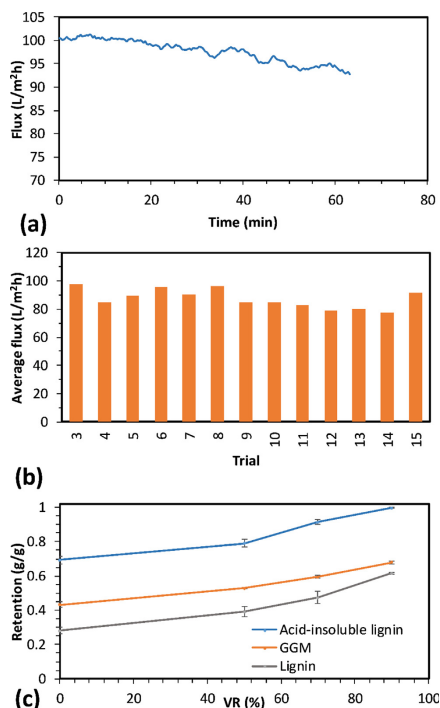 105
100
95
90
85
80
75
70
Flux (L/m²h)
0 20 40 60 80
Time (min)
(a)
120
100
80
60
40
20
0
Average flux (L/m²h)
3 4 5 6 7 8 9 10 11 12 13 14 15
Trial
(b)
1
0.8
0.6
0.4
0.2
0
Retention (g/g)
Acid-insoluble lignin
GGM
Lignin
0 20 40 60 80 100
VR (%)
(c)